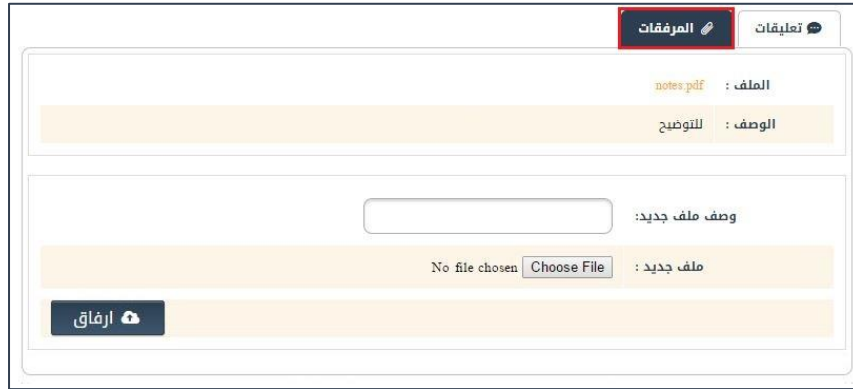 تعليقات المرفقات
الملف : notes.pdf
الوصف : للتوضيح
وصف ملف جديد:
ملف جديد : Choose File No file chosen
ارفاق